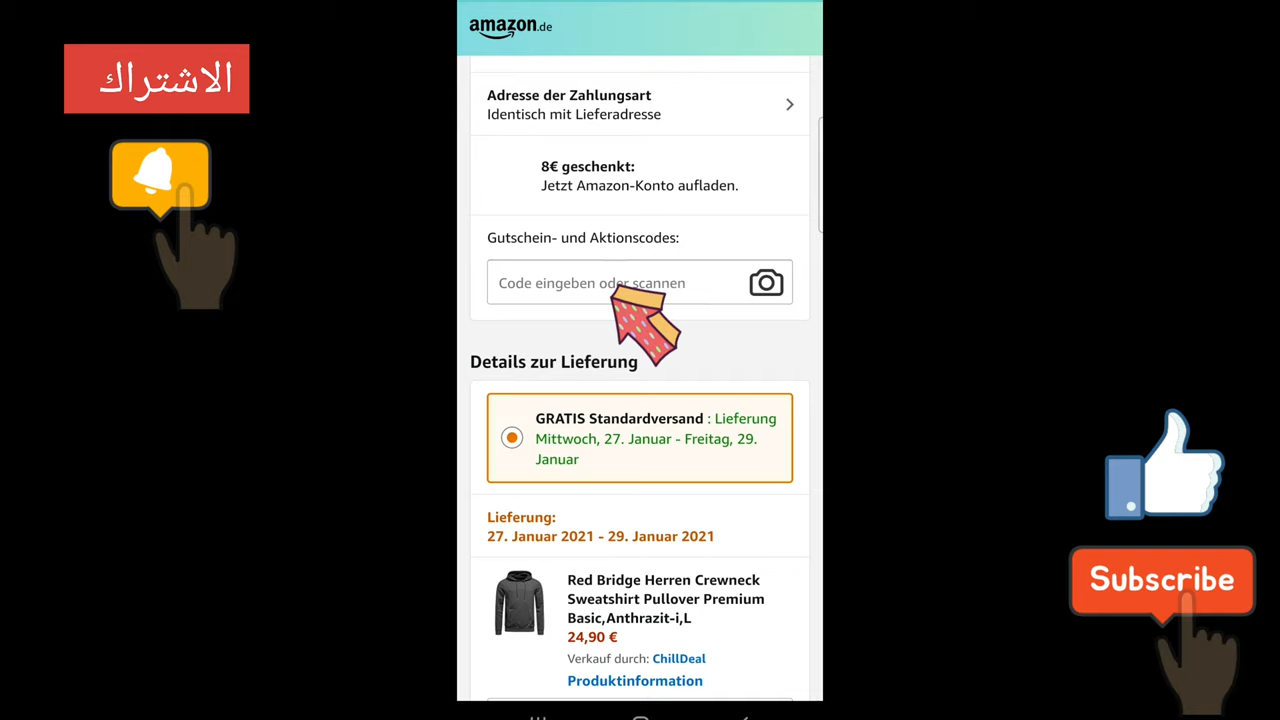 الاشتراك
amazon.de
Adresse der Zahlungsart
Identisch mit Lieferadresse
8€ geschenkt:
Jetzt Amazon-Konto aufladen.
Gutschein- und Aktionscodes:
Code eingeben oder scannen
Details zur Lieferung
GRATIS Standardversand : Lieferung
Mittwoch, 27. Januar - Freitag, 29.
Januar
Lieferung:
27. Januar 2021 - 29. Januar 2021
Red Bridge Herren Crewneck
Sweatshirt Pullover Premium
Basic,Anthrazit-i,L
24,90 €
Verkauf durch: ChillDeal
Produktinformation
Subscribe